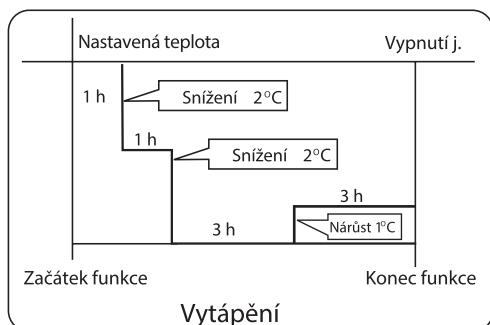 Nastavená teplota
Vypnutí j.
1 h
Snížení 2°C
1 h
Snížení 2°C
3 h
3 h
Nárůst 1°C
Začátek funkce
Konec funkce
Vytápění